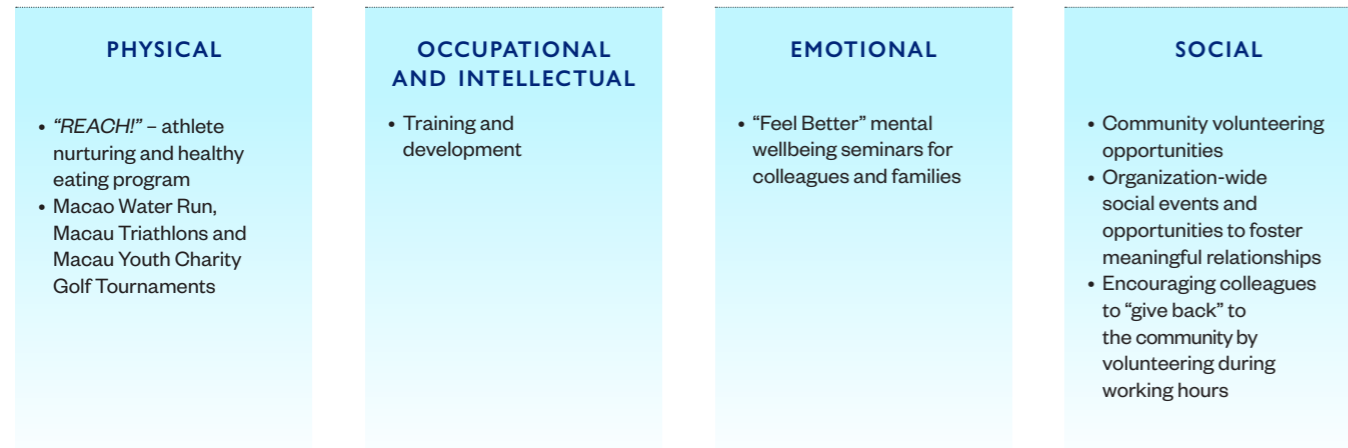 PHYSICAL
• “REACH!” – athlete
nurturing and healthy
eating program
• Macao Water Run,
Macau Triathlons and
Macau Youth Charity
Golf Tournaments
OCCUPATIONAL
AND INTELLECTUAL
• Training and
development
EMOTIONAL
• “Feel Better” mental
wellbeing seminars for
colleagues and families
SOCIAL
• Community volunteering
opportunities
• Organization-wide
social events and
opportunities to foster
meaningful relationships
• Encouraging colleagues
to “give back” to
the community by
volunteering during
working hours